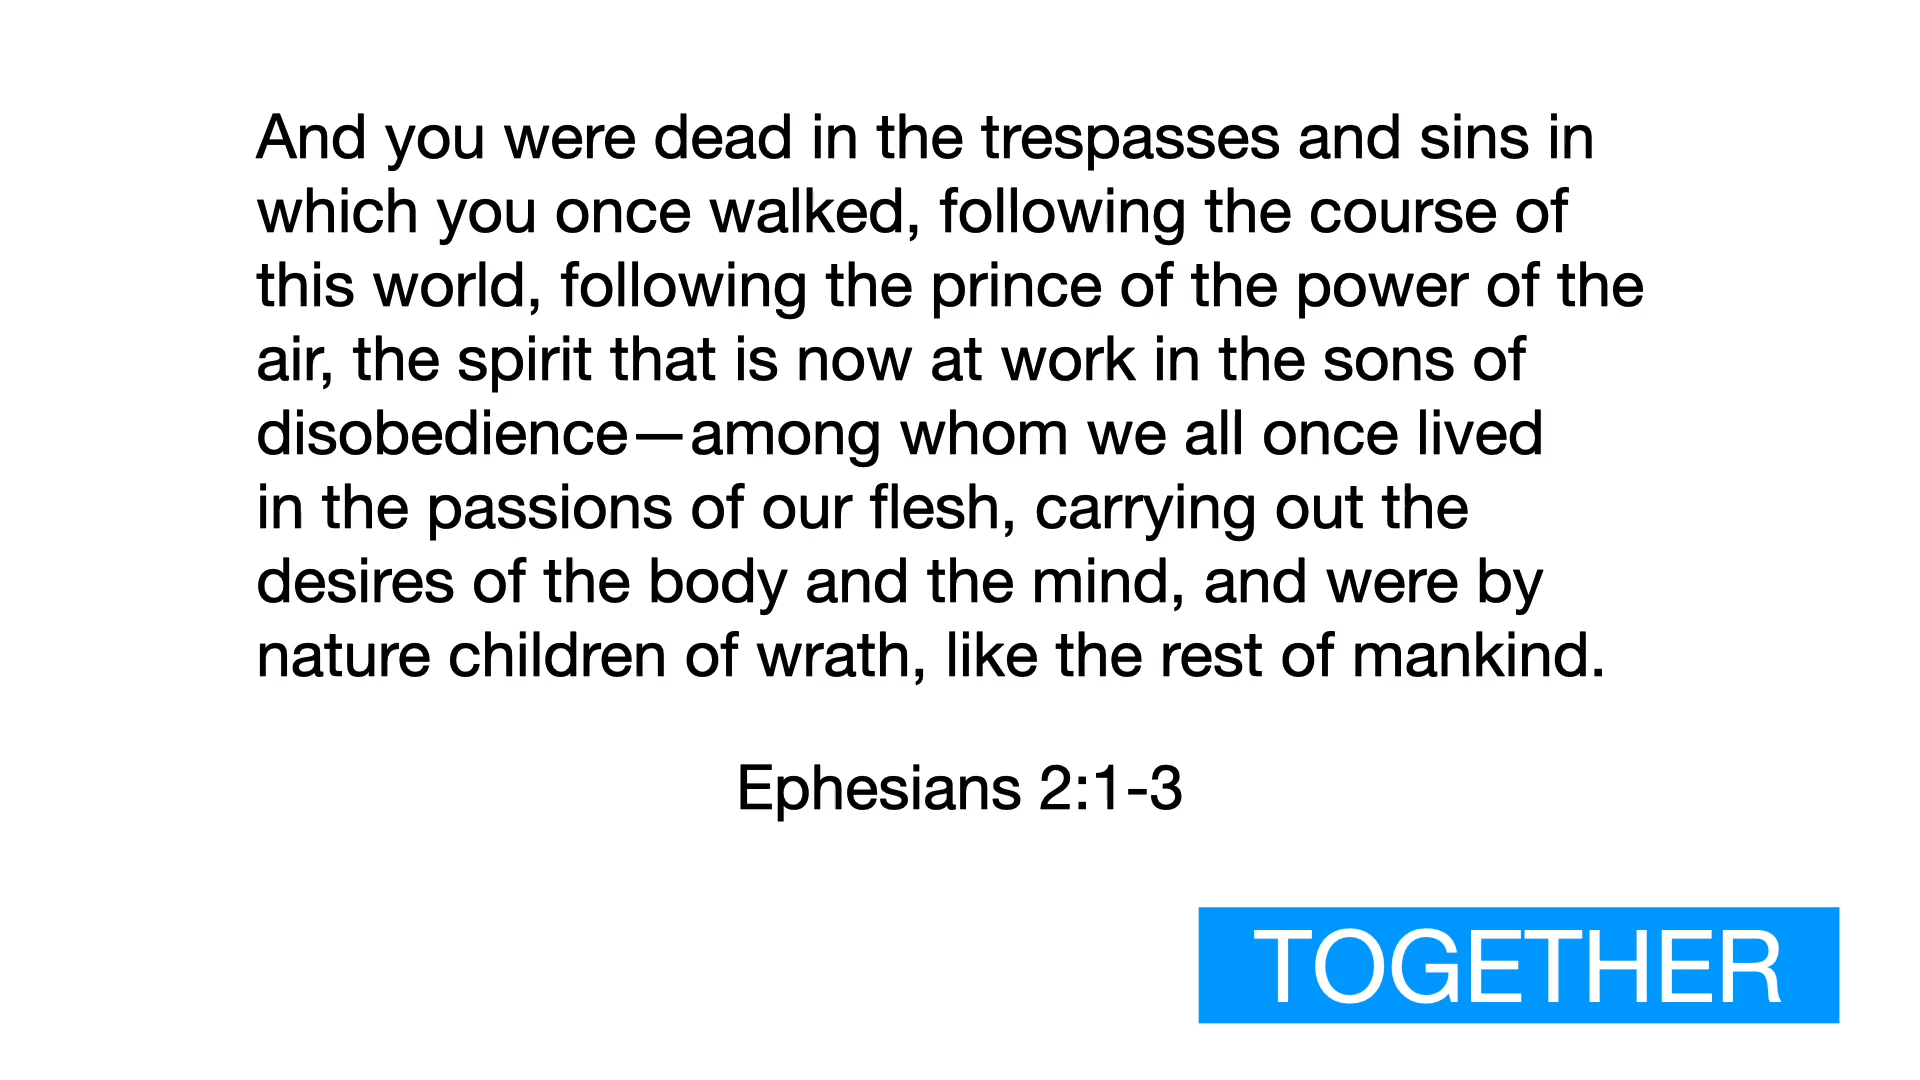 And you were dead in the trespasses and sins in
which you once walked, following the course of
this world, following the prince of the power of the
air, the spirit that is now at work in the sons of
disobedience—among whom we all once lived
in the passions of our flesh, carrying out the
desires of the body and the mind, and were by
nature children of wrath, like the rest of mankind.
Ephesians 2:1-3
TOGETHER